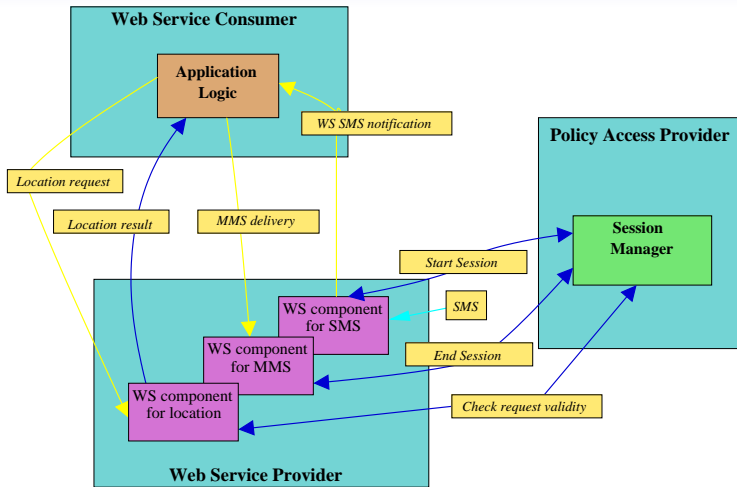 Web Service Consumer
Application
Logic
WS SMS notification
Policy Access Provider
Location request
Location result
MMS delivery
Session
Manager
Start Session
SMS
WS component
for SMS
WS component
for MMS
End Session
WS component
for location
Check request validity
Web Service Provider